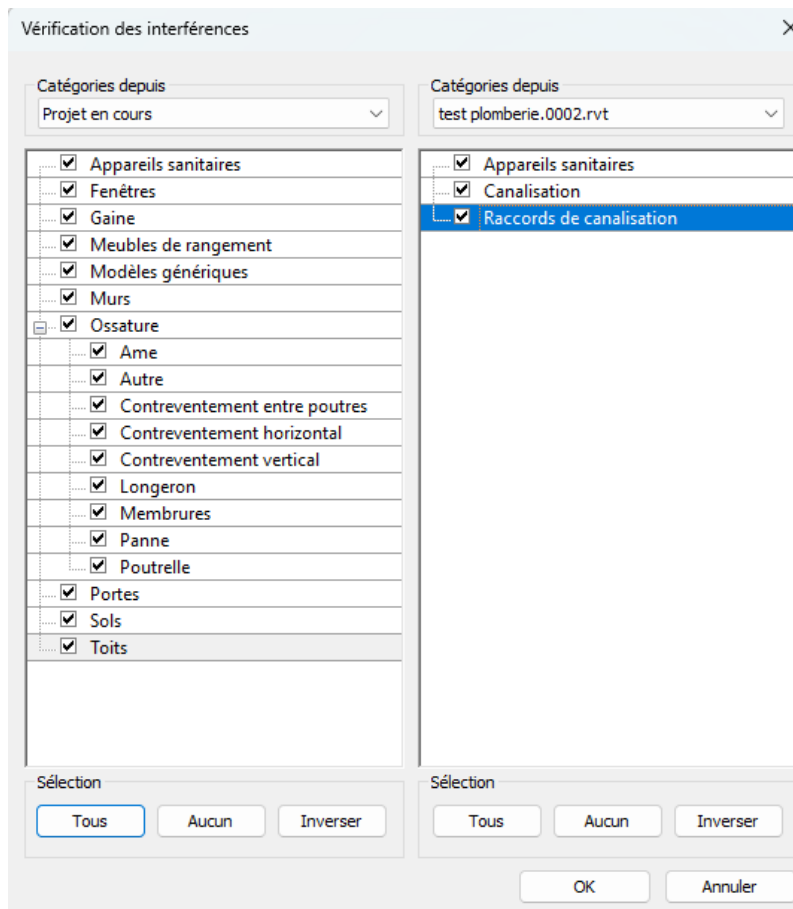 Vérification des interférences
Catégories depuis
Projet en cours
Appareils sanitaires
Fenêtres
Gaine
Meubles de rangement
Modèles génériques
Murs
Ossature
Ame
Autre
Contreventement entre poutres
Contreventement horizontal
Contreventement vertical
Longeron
Membrures
Panne
Poutrelle
Portes
Sols
Toits
Sélection
Tous Aucun Inverser
Catégories depuis
test plomberie.0002.rvt
Appareils sanitaires
Canalisation
Raccords de canalisation
Sélection
Tous Aucun Inverser
OK Annuler